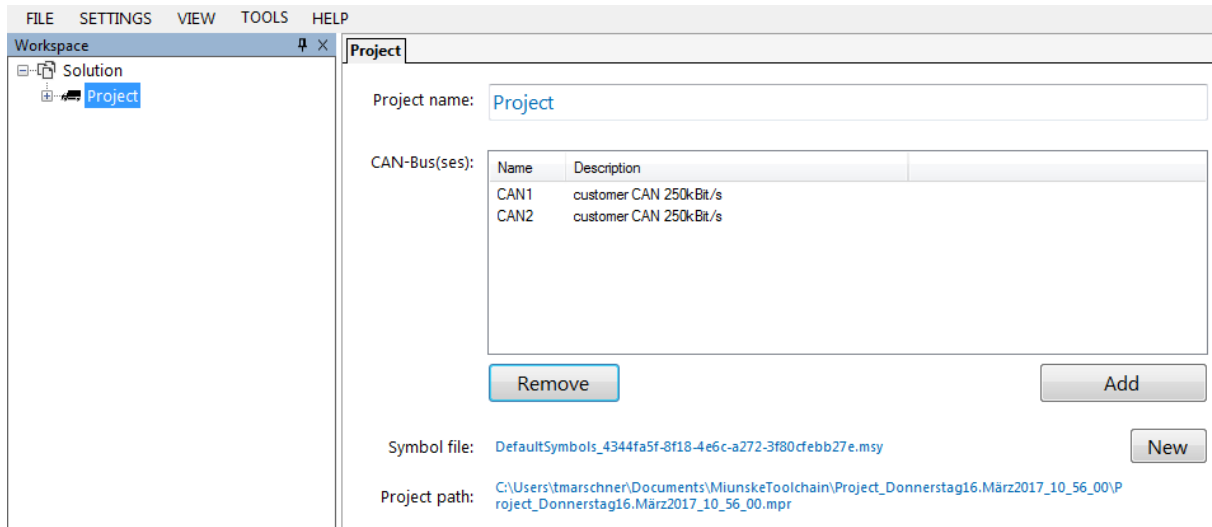 FILE SETTINGS VIEW TOOLS HELP
Workspace
Solution
Project
Project
Project name: Project
CAN-Bus(ses):
Name Description
CAN1 customer CAN 250kBit/s
CAN2 customer CAN 250kBit/s
Remove Add
Symbol file: DefaultSymbols_4344fa5f-8f18-4e6c-a272-3f80cfebb27e.msy New
Project path: C:\Users\tmarschner\Documents\MiunskeToolchain\Project_Donnerstag16.März2017_10_56_00\P
roject_Donnerstag16.März2017_10_56_00.mpr